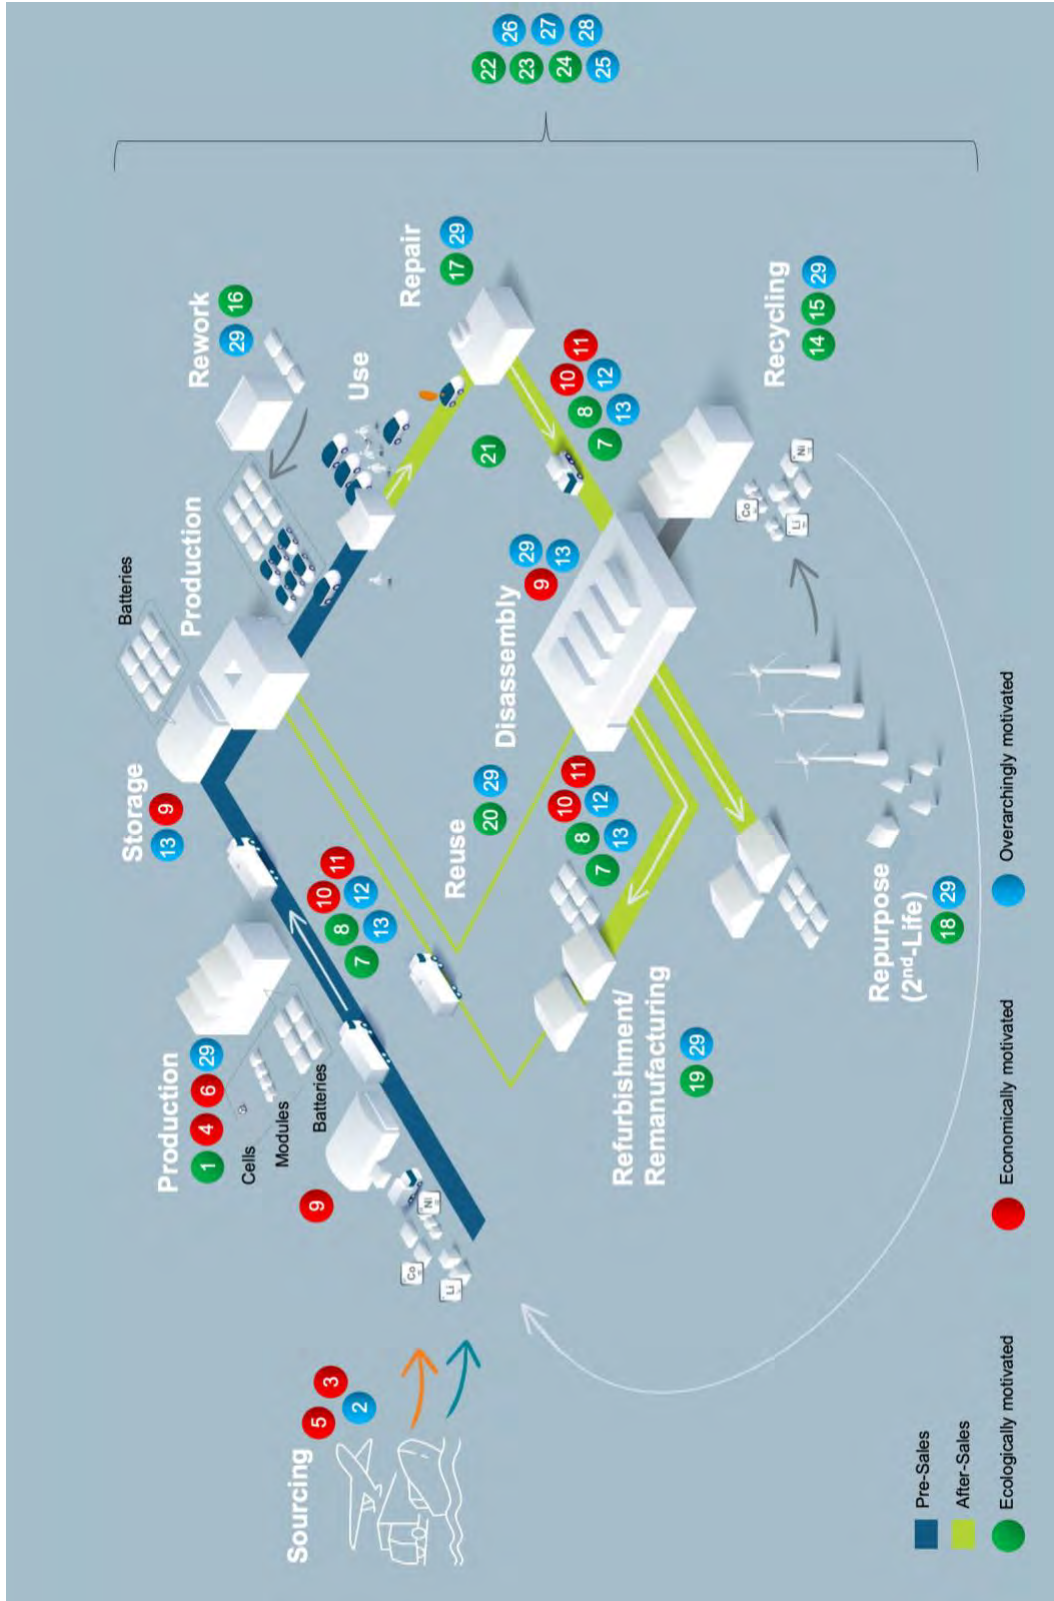 Sourcing
5 3
2
Production
1 4 6 29
Cells
Modules
Batteries
9
Co
Ni
Li
10 11
8 12
7 13
Storage
13 9
Batteries
Production
Rework
29 16
Use
Repair
17 29
21
10 11
8 12
7 13
Reuse
20 29
Disassembly
29
9 13
10 11
8 12
7 13
Refurbishment/
Remanufacturing
19 29
Recycling
14 15 29
Co
Ni
Li
Repurpose
(2nd-Life)
18 29
26 27 28
22 23 24 25
Pre-Sales
After-Sales
Ecologically motivated
Economically motivated
Overarchingly motivated